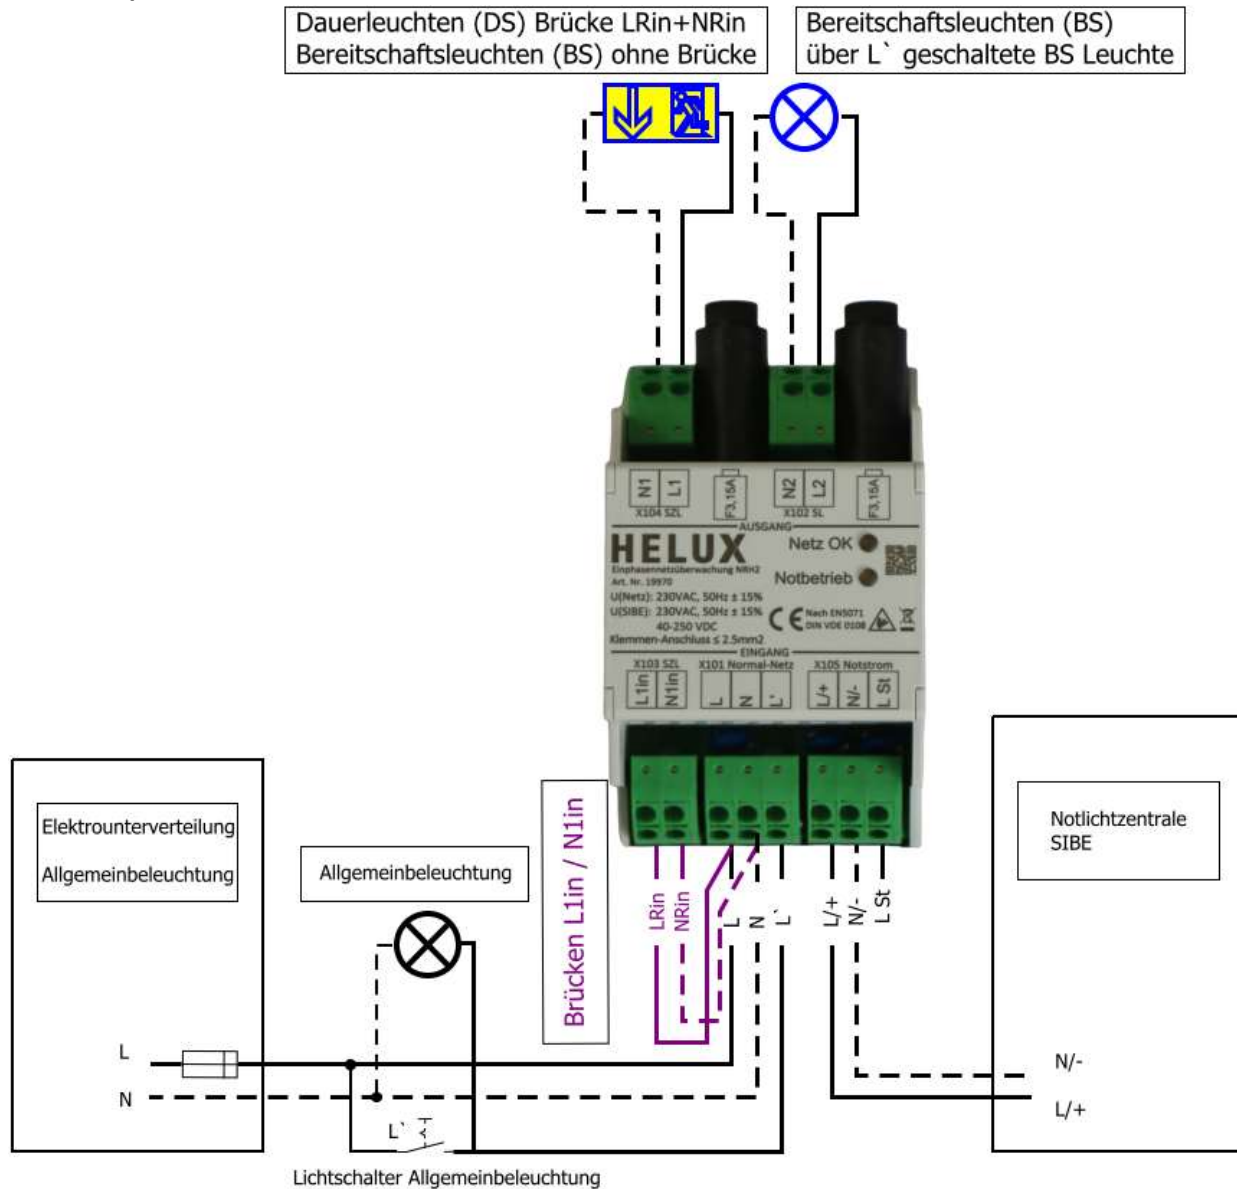 Dauerleuchten (DS) Brücke LRin+NRin
Bereitschaftsleuchten (BS) ohne Brücke
Bereitschaftsleuchten (BS)
über L` geschaltete BS Leuchte
N1
L1
F3,15A
N2
L2
F3,15A
X104 SZL
X102 SL
AUSGANG
HELUX
Netz OK
Einphasennetzüberwachung NRH2
Art. Nr. 19970
Notbetrieb
U(Netz): 230VAC, 50Hz ± 15%
U(SIBE): 230VAC, 50Hz ± 15%
40-250 VDC
CE
Nach EN5071
DIN VDE 0108
Klemmen-Anschluss ≤ 2.5mm2
EINGANG
X103 SZL
X101 Normal-Netz
X105 Notstrom
L1in
N1in
L
N
L'
L/+
N/-
L St
Elektrounterverteilung
Allgemeinbeleuchtung
Allgemeinbeleuchtung
Brücken L1in / N1in
LRin
NRin
L
N
L`
L/+
N/-
L St
Notlichtzentrale
SIBE
L
N
L`
Lichtschalter Allgemeinbeleuchtung
N/-
L/+